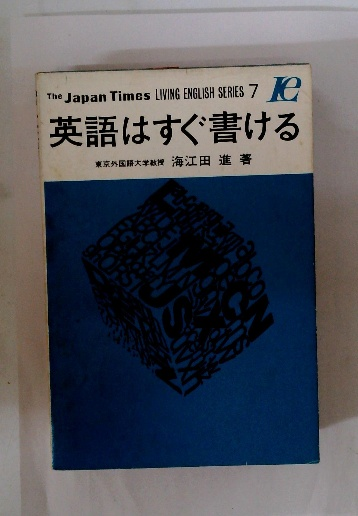 The Japan Times LIVING ENGLISH SERIES 7 le
英語はすぐ書ける
東京外国語大学教授 海江田 進 著